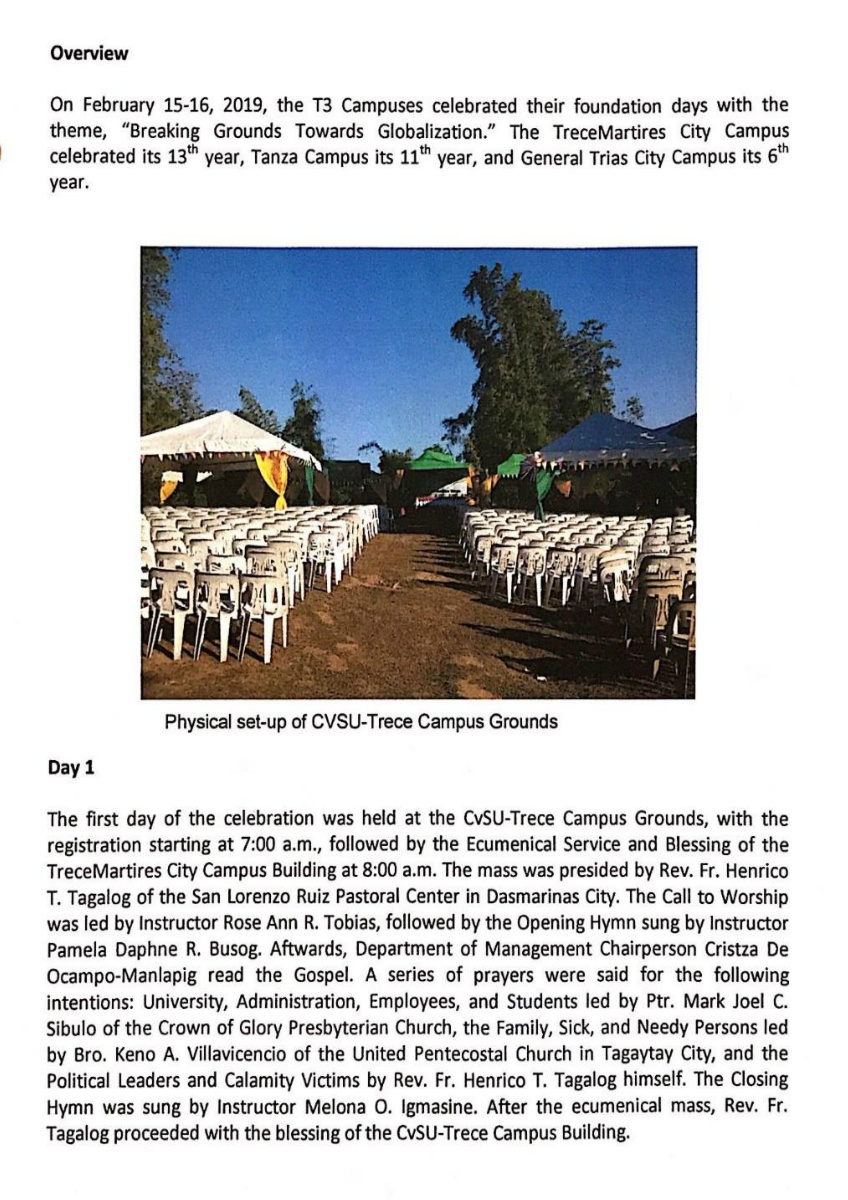 Overview
On February 15-16, 2019, the T3 Campuses celebrated their foundation days with the
theme, “Breaking Grounds Towards Globalization.” The TreceMartires City Campus
celebrated its 13th year, Tanza Campus its 11th year, and General Trias City Campus its 6th
year.
Physical set-up of CVSU-Trece Campus Grounds
Day 1
The first day of the celebration was held at the CvSU-Trece Campus Grounds, with the
registration starting at 7:00 a.m., followed by the Ecumenical Service and Blessing of the
TreceMartires City Campus Building at 8:00 a.m. The mass was presided by Rev. Fr. Henrico
T. Tagalog of the San Lorenzo Ruiz Pastoral Center in Dasmarinas City. The Call to Worship
was led by Instructor Rose Ann R. Tobias, followed by the Opening Hymn sung by Instructor
Pamela Daphne R. Busog. Aftwards, Department of Management Chairperson Cristza De
Ocampo-Manlapig read the Gospel. A series of prayers were said for the following
intentions: University, Administration, Employees, and Students led by Ptr. Mark Joel C.
Sibulo of the Crown of Glory Presbyterian Church, the Family, Sick, and Needy Persons led
by Bro. Keno A. Villavicencio of the United Pentecostal Church in Tagaytay City, and the
Political Leaders and Calamity Victims by Rev. Fr. Henrico T. Tagalog himself. The Closing
Hymn was sung by Instructor Melona O. Igmasine. After the ecumenical mass, Rev. Fr.
Tagalog proceeded with the blessing of the CvSU-Trece Campus Building.